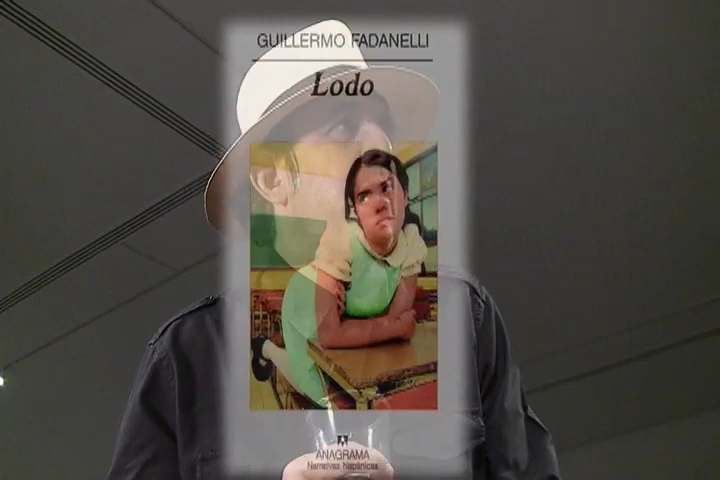 GUILLERMO FADANELLI
Lodo
ANAGRAMA
Narrativas hispánicas